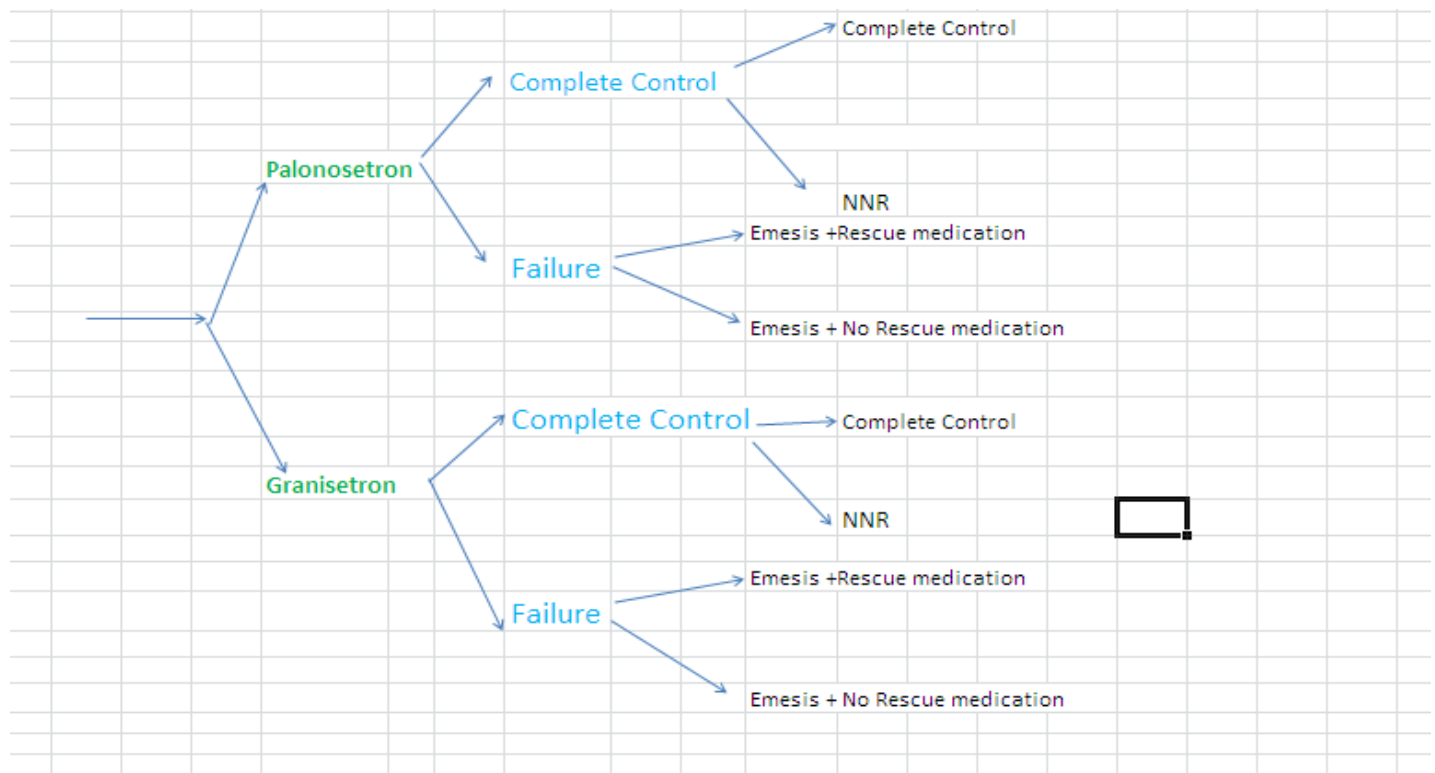 Complete Control
Complete Control
Palonosetron
NNR
Emesis +Rescue medication
Failure
Emesis + No Rescue medication
Complete Control
Complete Control
Granisetron
NNR
Emesis +Rescue medication
Failure
Emesis + No Rescue medication